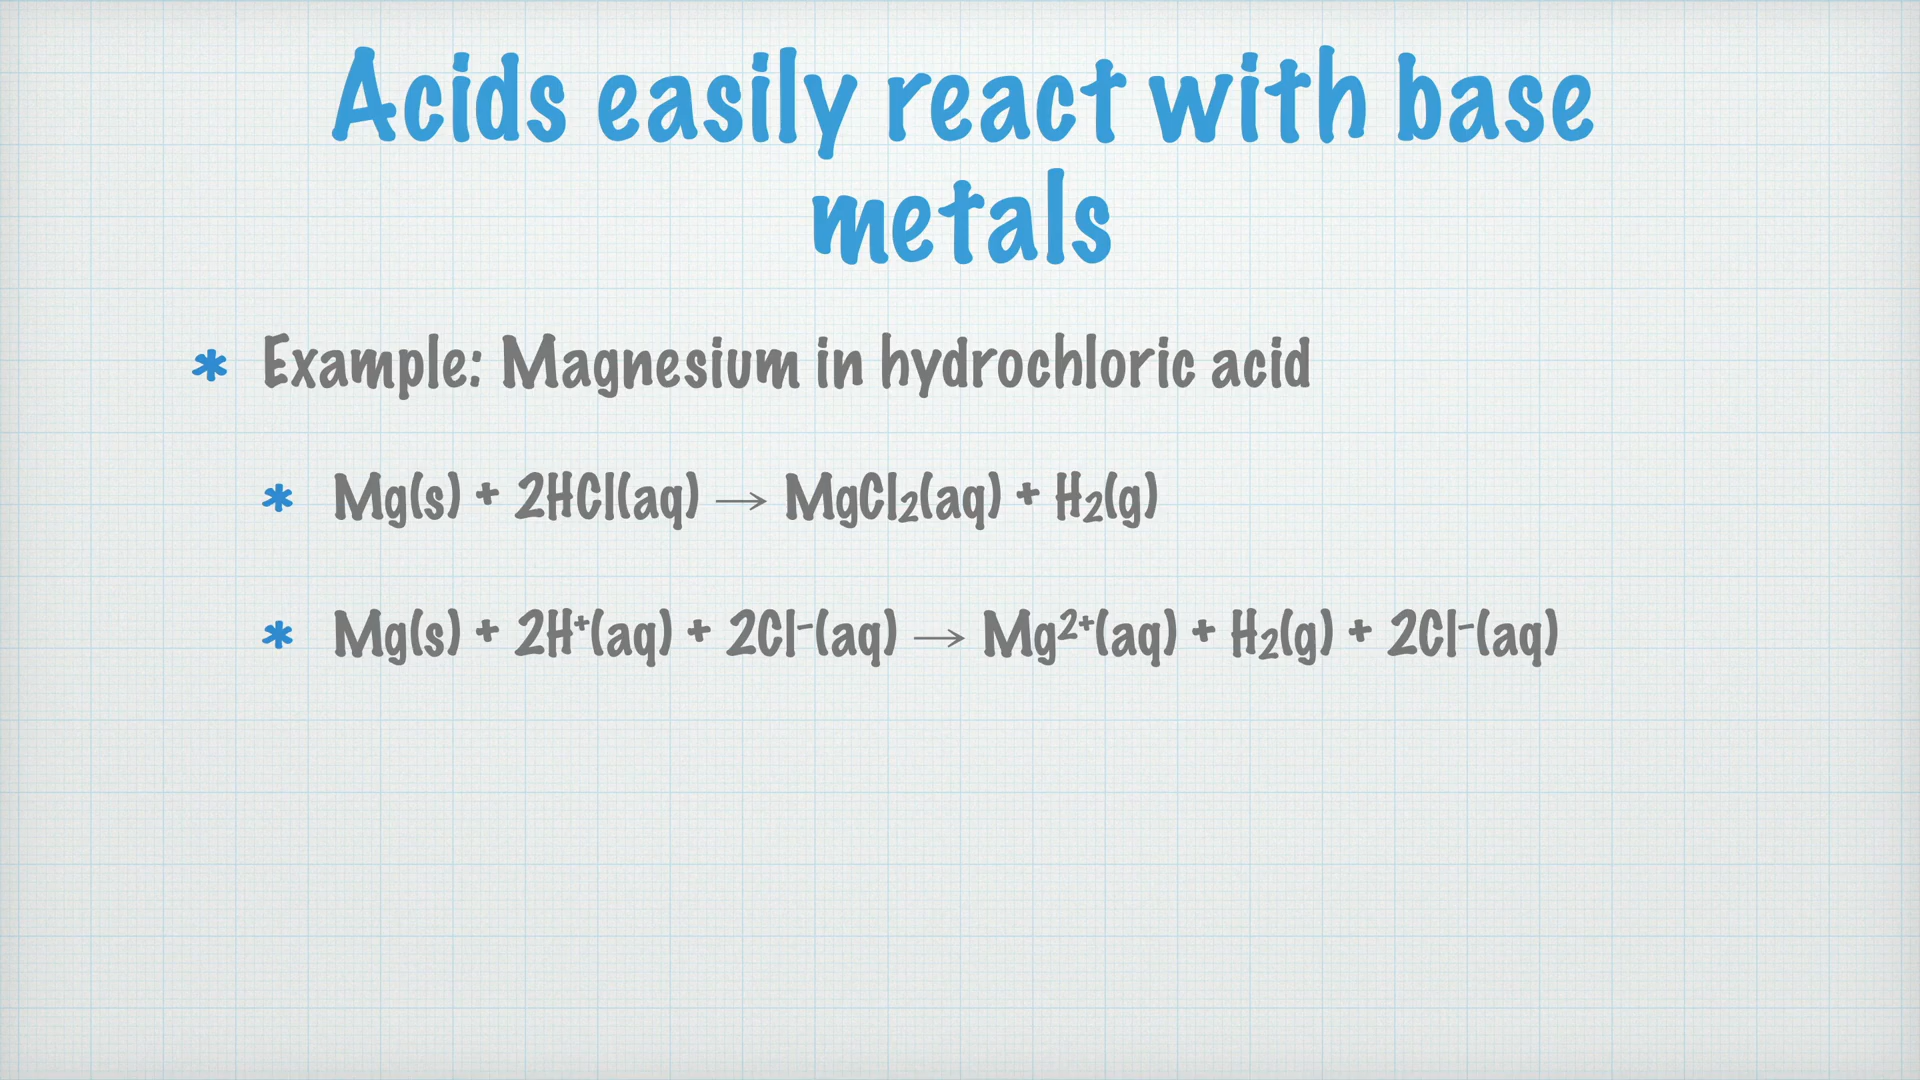 Acids easily react with base
metals
* Example: Magnesium in hydrochloric acid
* Mg(s) + 2HCl(aq) → MgCl₂(aq) + H₂(g)
* Mg(s) + 2H⁺(aq) + 2Cl⁻(aq) → Mg²⁺(aq) + H₂(g) + 2Cl⁻(aq)